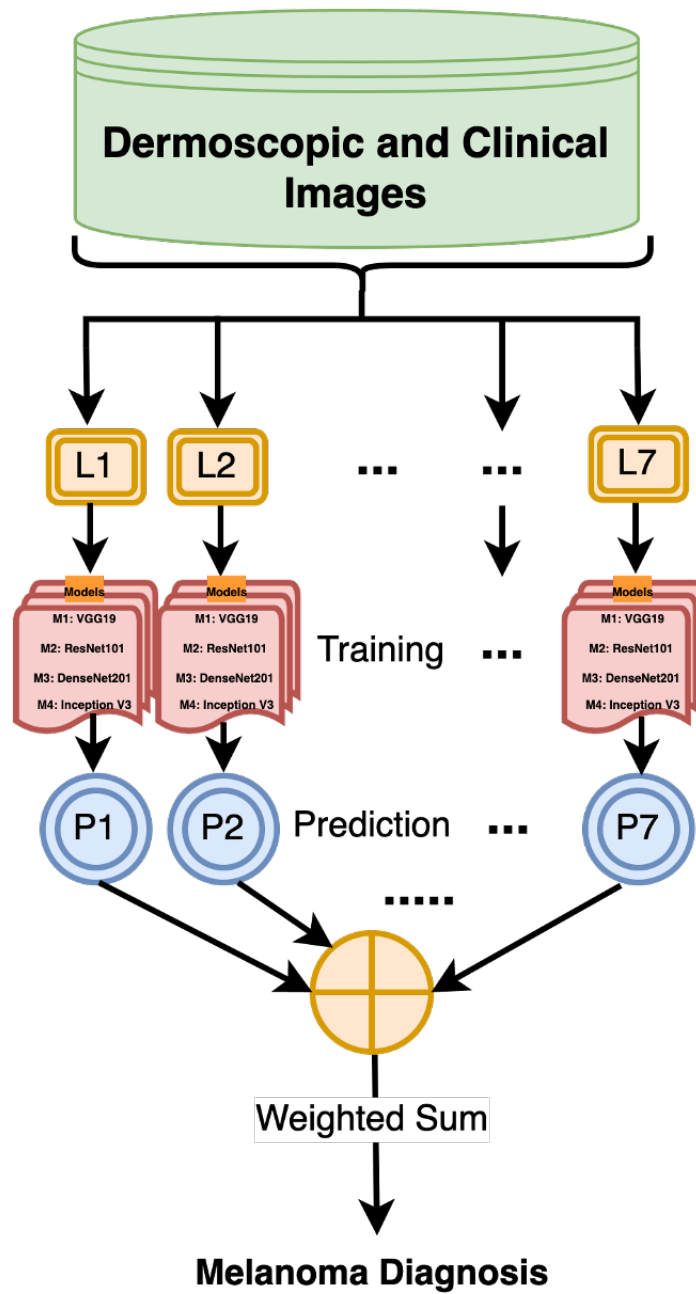 Dermoscopic and Clinical
Images
L1
L2
...
...
L7
Models
M1: VGG19
M2: ResNet101
M3: DenseNet201
M4: Inception V3
Models
M1: VGG19
M2: ResNet101
M3: DenseNet201
M4: Inception V3
Training
...
Models
M1: VGG19
M2: ResNet101
M3: DenseNet201
M4: Inception V3
P1
P2
Prediction
...
P7
.....
Weighted Sum
Melanoma Diagnosis